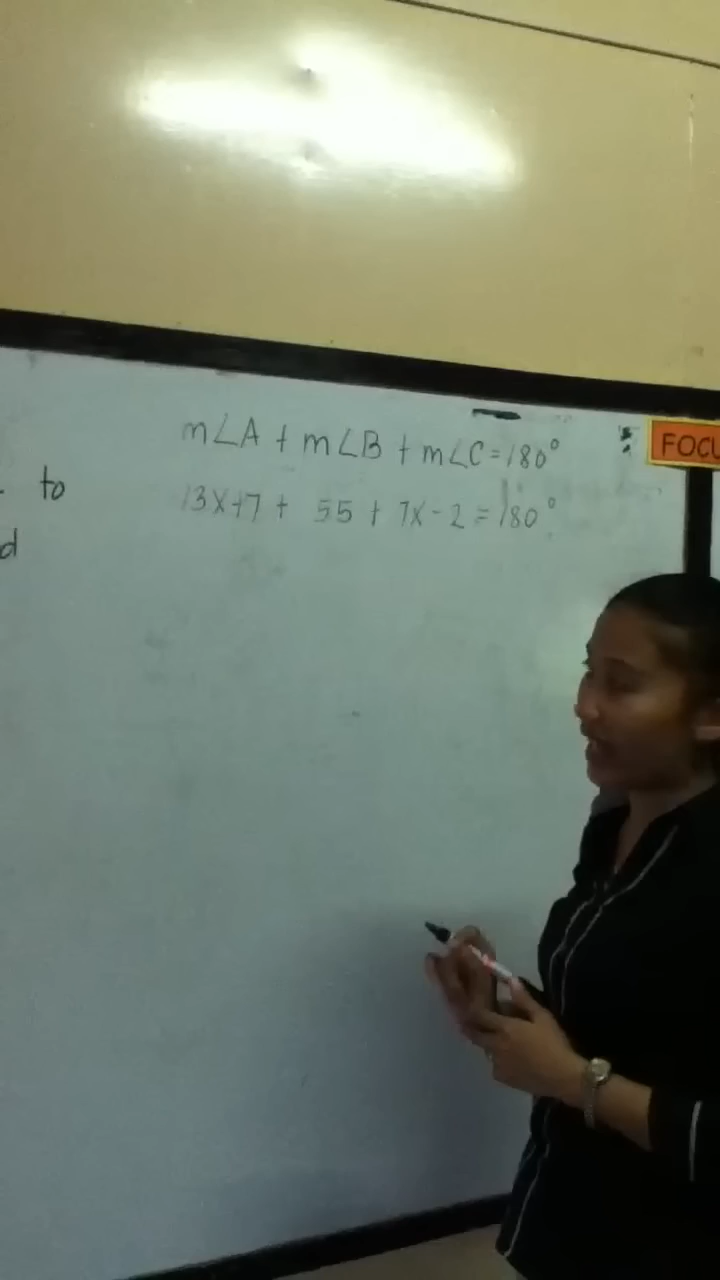 m∠A + m∠B + m∠C = 180°
to
13x+7 + 55 + 7x - 2 = 180°
d
FOCU